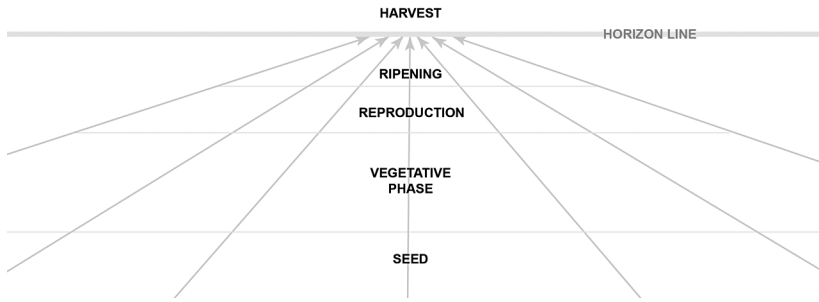 HARVEST
HORIZON LINE
RIPENING
REPRODUCTION
VEGETATIVE
PHASE
SEED